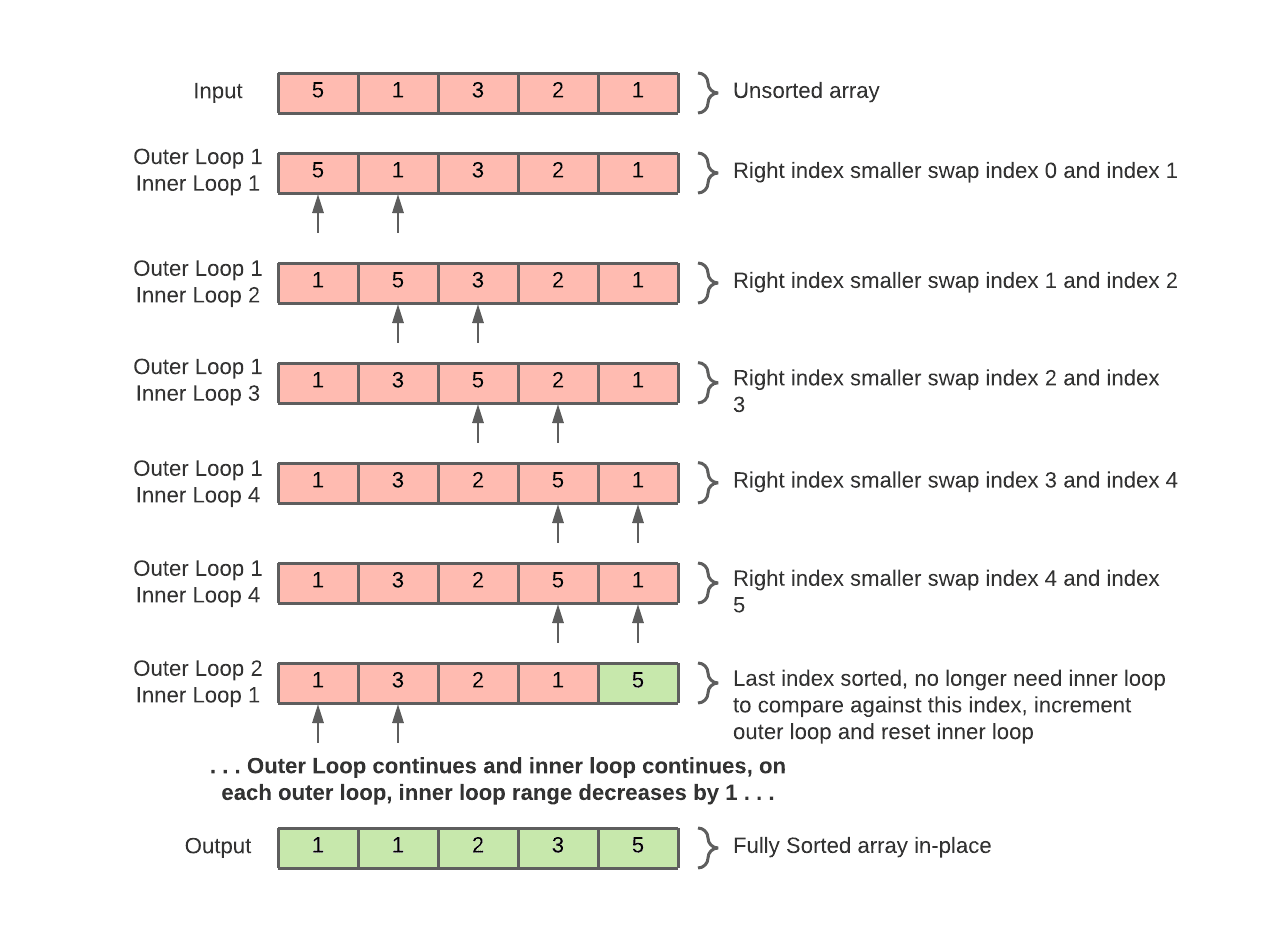 Input 5 1 3 2 1 Unsorted array
Outer Loop 1
Inner Loop 1
5 1 3 2 1
Right index smaller swap index 0 and index 1
Outer Loop 1
Inner Loop 2
1 5 3 2 1
Right index smaller swap index 1 and index 2
Outer Loop 1
Inner Loop 3
1 3 5 2 1
Right index smaller swap index 2 and index
3
Outer Loop 1
Inner Loop 4
1 3 2 5 1
Right index smaller swap index 3 and index 4
Outer Loop 1
Inner Loop 4
1 3 2 5 1
Right index smaller swap index 4 and index
5
Outer Loop 2
Inner Loop 1
1 3 2 1 5
Last index sorted, no longer need inner loop
to compare against this index, increment
outer loop and reset inner loop
. . . Outer Loop continues and inner loop continues, on
each outer loop, inner loop range decreases by 1 . . .
Output 1 1 2 3 5 Fully Sorted array in-place